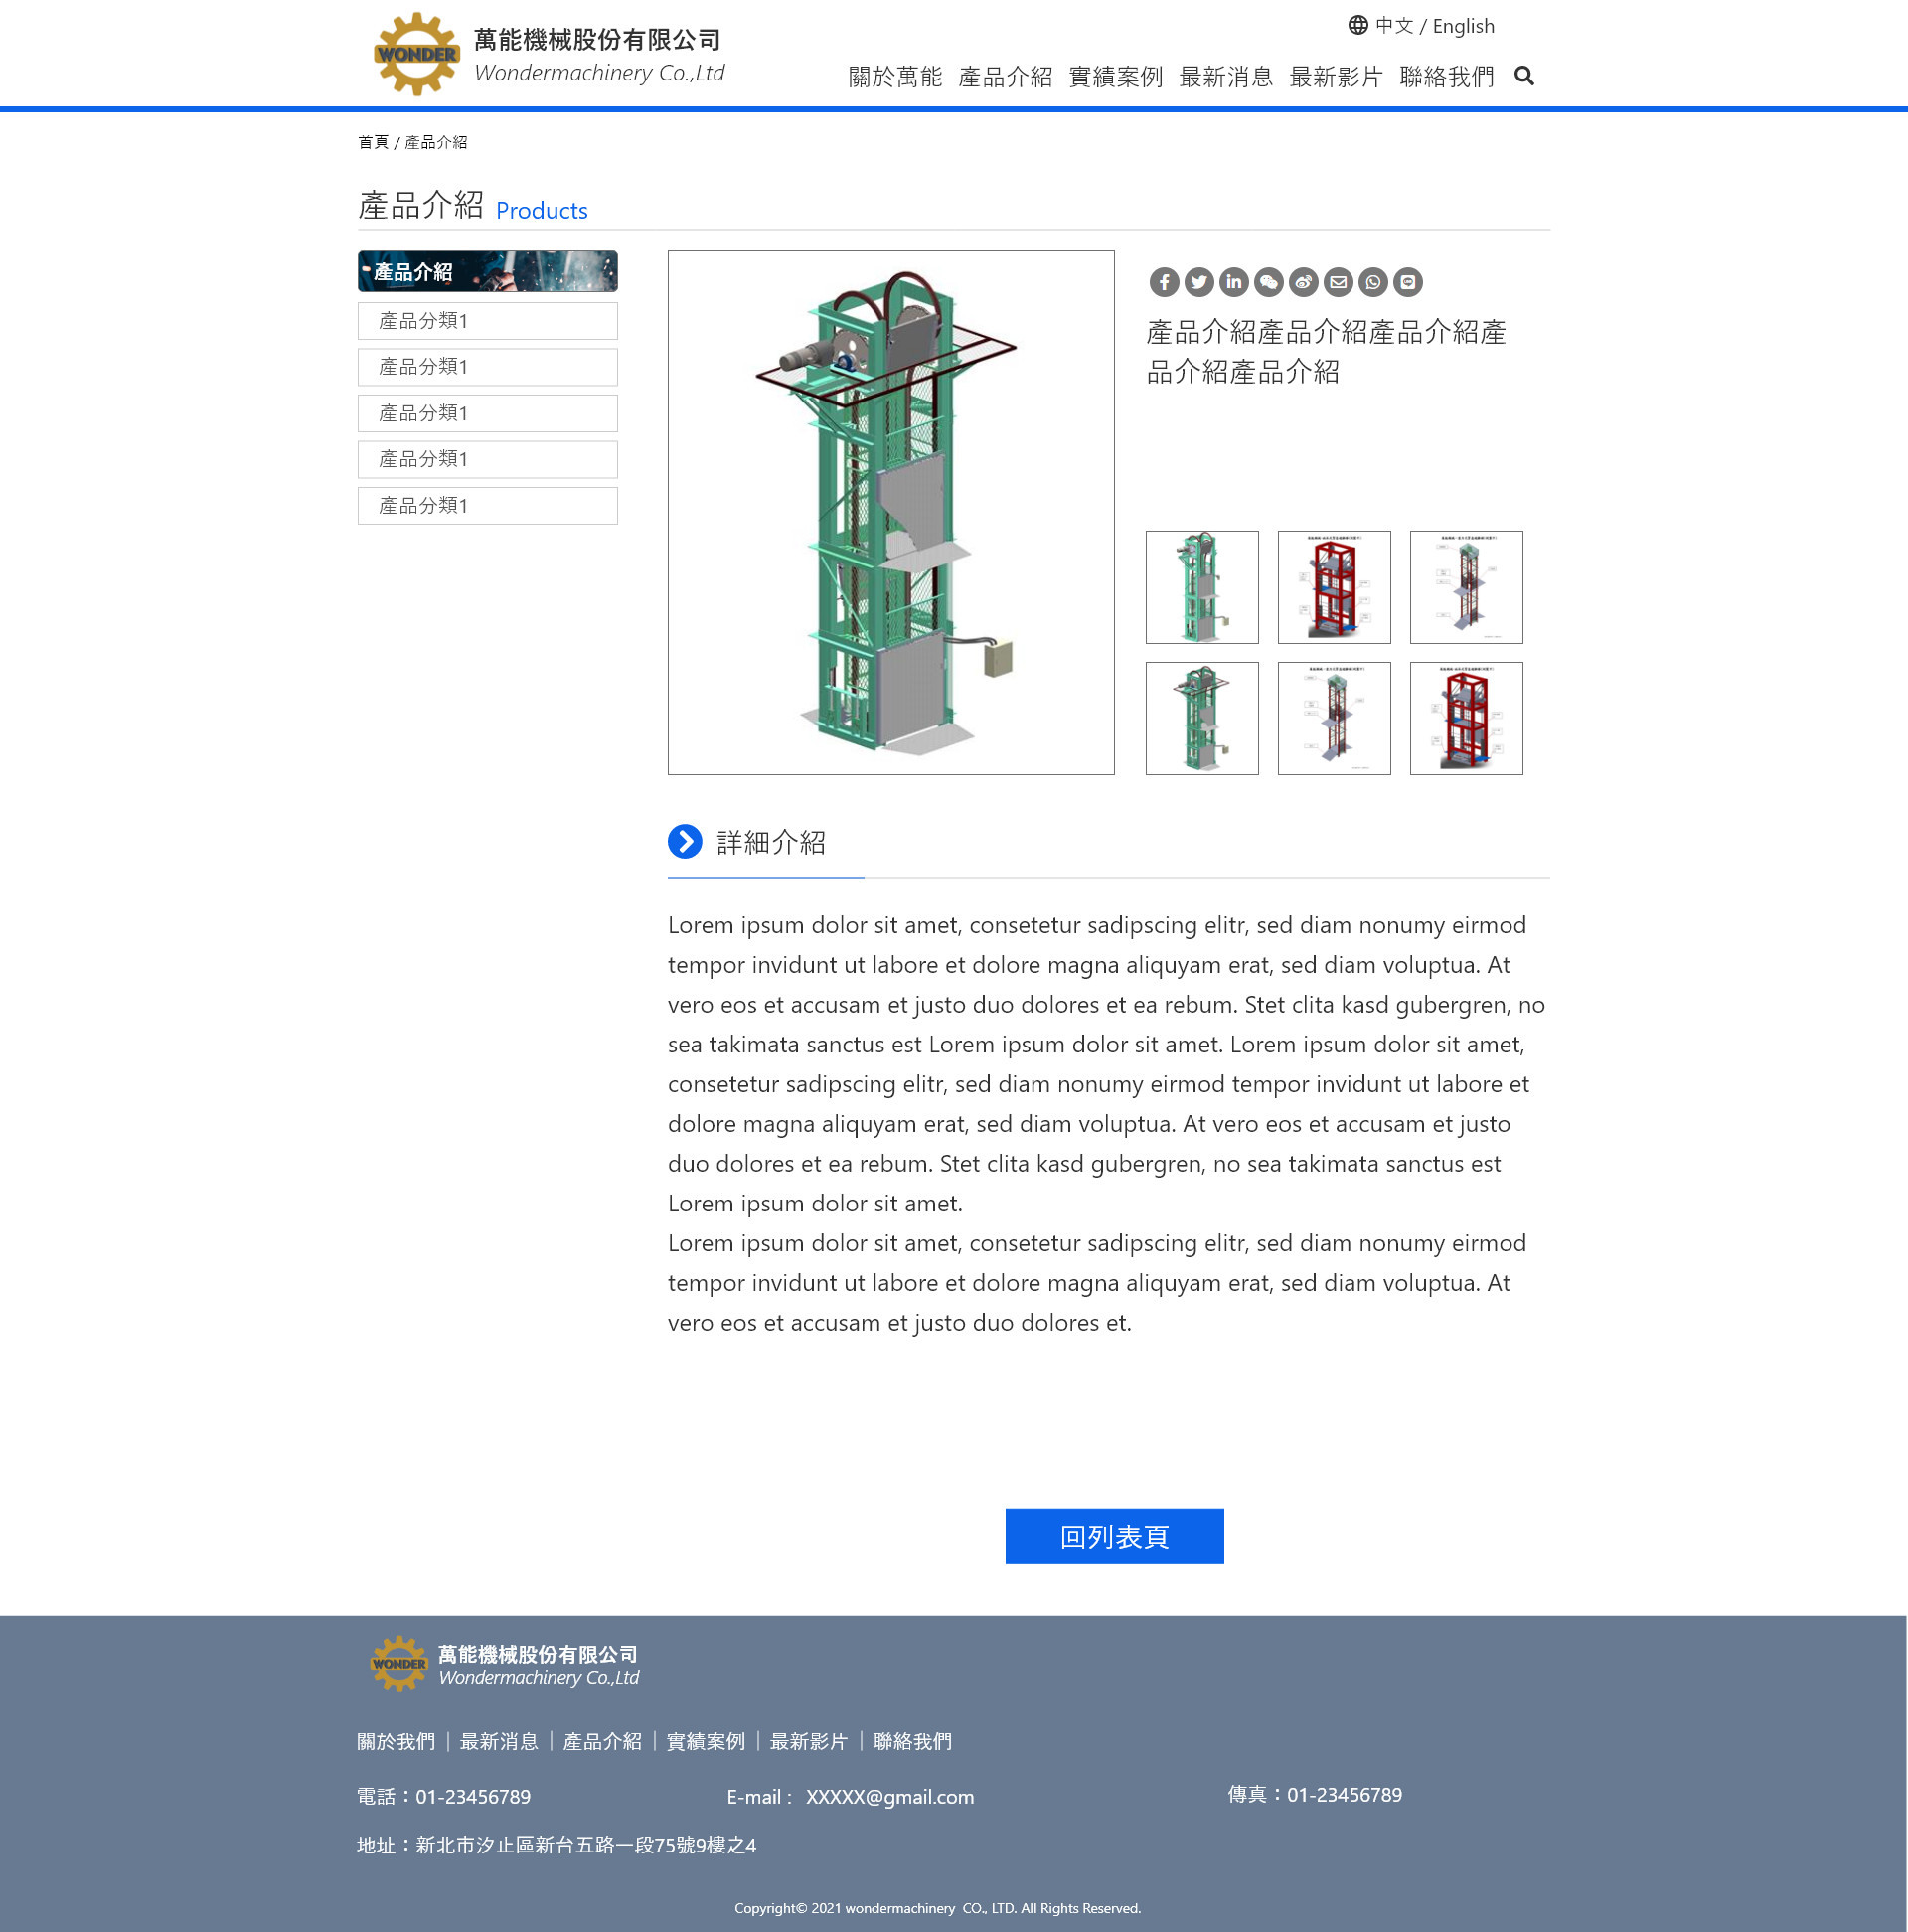 WONDER
萬能機械股份有限公司
Wondermachinery Co.,Ltd
中文 / English
關於萬能 產品介紹 實績案例 最新消息 最新影片 聯絡我們
首頁 / 產品介紹
產品介紹 Products
產品介紹
產品分類1
產品分類1
產品分類1
產品分類1
產品分類1
產品介紹產品介紹產品介紹產
品介紹產品介紹
詳細介紹
Lorem ipsum dolor sit amet, consetetur sadipscing elitr, sed diam nonumy eirmod
tempor invidunt ut labore et dolore magna aliquyam erat, sed diam voluptua. At
vero eos et accusam et justo duo dolores et ea rebum. Stet clita kasd gubergren, no
sea takimata sanctus est Lorem ipsum dolor sit amet. Lorem ipsum dolor sit amet,
consetetur sadipscing elitr, sed diam nonumy eirmod tempor invidunt ut labore et
dolore magna aliquyam erat, sed diam voluptua. At vero eos et accusam et justo
duo dolores et ea rebum. Stet clita kasd gubergren, no sea takimata sanctus est
Lorem ipsum dolor sit amet.
Lorem ipsum dolor sit amet, consetetur sadipscing elitr, sed diam nonumy eirmod
tempor invidunt ut labore et dolore magna aliquyam erat, sed diam voluptua. At
vero eos et accusam et justo duo dolores et.
回列表頁
WONDER
萬能機械股份有限公司
Wondermachinery Co.,Ltd
關於我們｜最新消息｜產品介紹｜實績案例｜最新影片｜聯絡我們
電話：01-23456789 E-mail： XXXXX@gmail.com 傳真：01-23456789
地址：新北市汐止區新台五路一段75號9樓之4
Copyright© 2021 wondermachinery CO., LTD. All Rights Reserved.